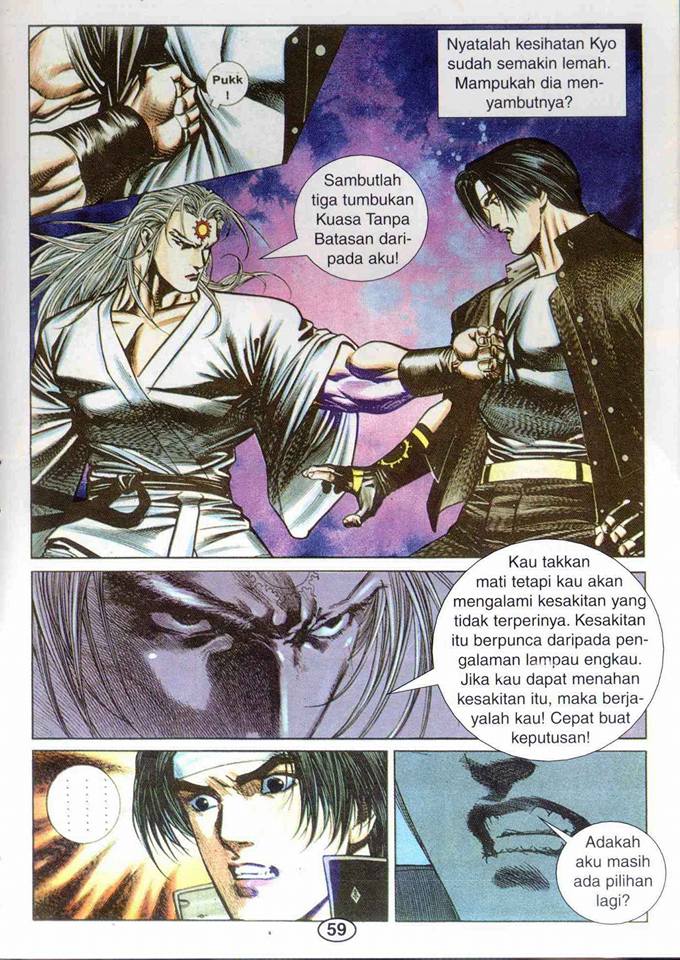 Pukk
!
Nyatalah kesihatan Kyo
sudah semakin lemah.
Mampukah dia men-
yambutnya?
Sambutlah
tiga tumbukan
Kuasa Tanpa
Batasan dari-
pada aku!
Kau takkan
mati tetapi kau akan
mengalami kesakitan yang
tidak terperinya. Kesakitan
itu berpunca daripada pen-
galaman lampau engkau.
Jika kau dapat menahan
kesakitan itu, maka berja-
yalah kau! Cepat buat
keputusan!
Adakah
aku masih
ada pilihan
lagi?
59